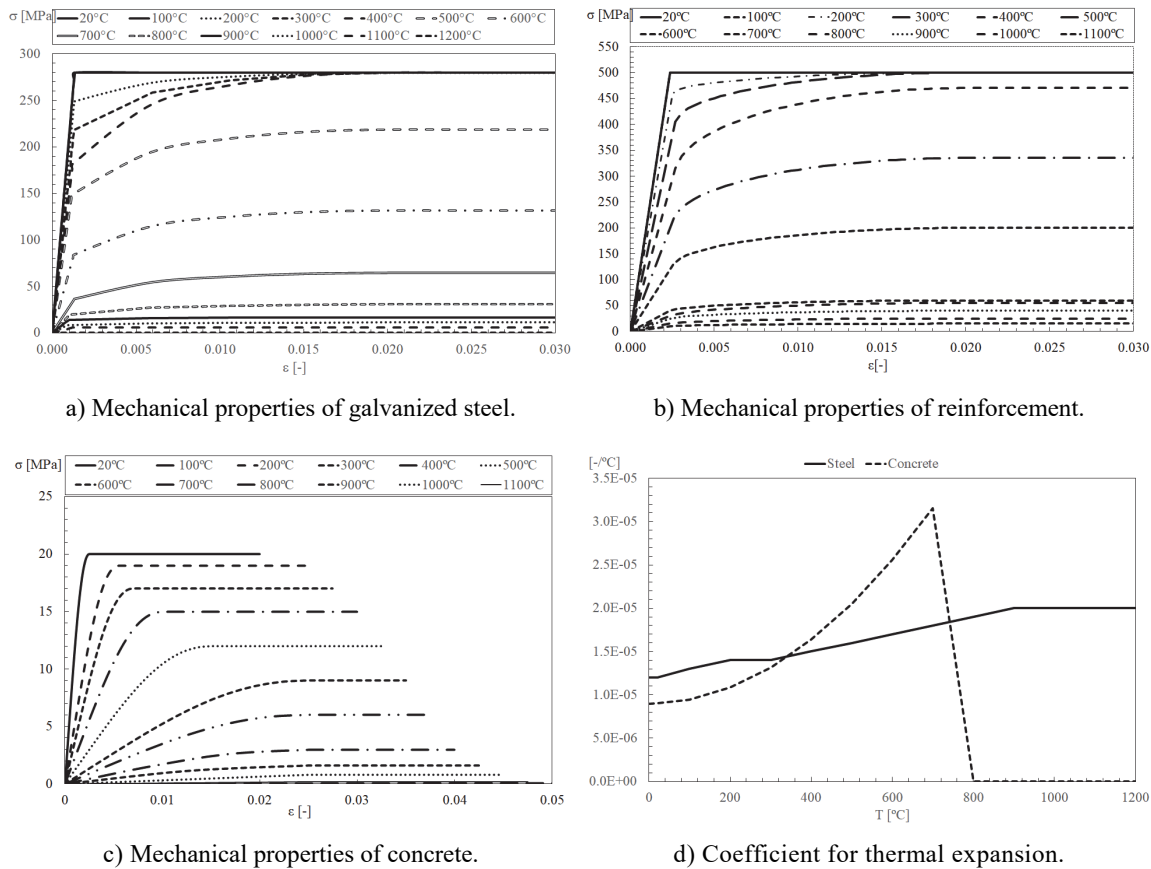 σ [MPa]
20°C 100°C 200°C 300°C 400°C 500°C 600°C
700°C 800°C 900°C 1000°C 1100°C 1200°C
300
250
200
150
100
50
0
0.000 0.005 0.010 0.015 0.020 0.025 0.030
ε [-]
a) Mechanical properties of galvanized steel.
σ [MPa]
20ºC 100ºC 200ºC 300ºC 400ºC 500ºC
600ºC 700ºC 800ºC 900ºC 1000ºC 1100ºC
550
500
450
400
350
300
250
200
150
100
50
0
0.000 0.005 0.010 0.015 0.020 0.025 0.030
ε[-]
b) Mechanical properties of reinforcement.
σ [MPa]
20ºC 100ºC 200ºC 300ºC 400ºC 500ºC
600ºC 700ºC 800ºC 900ºC 1000ºC 1100ºC
25
20
15
10
5
0
0 0.01 0.02 0.03 0.04 0.05
ε [-]
c) Mechanical properties of concrete.
[-/ºC]
Steel Concrete
3.5E-05
3.0E-05
2.5E-05
2.0E-05
1.5E-05
1.0E-05
5.0E-06
0.0E+00
0 200 400 600 800 1000 1200
T [ºC]
d) Coefficient for thermal expansion.